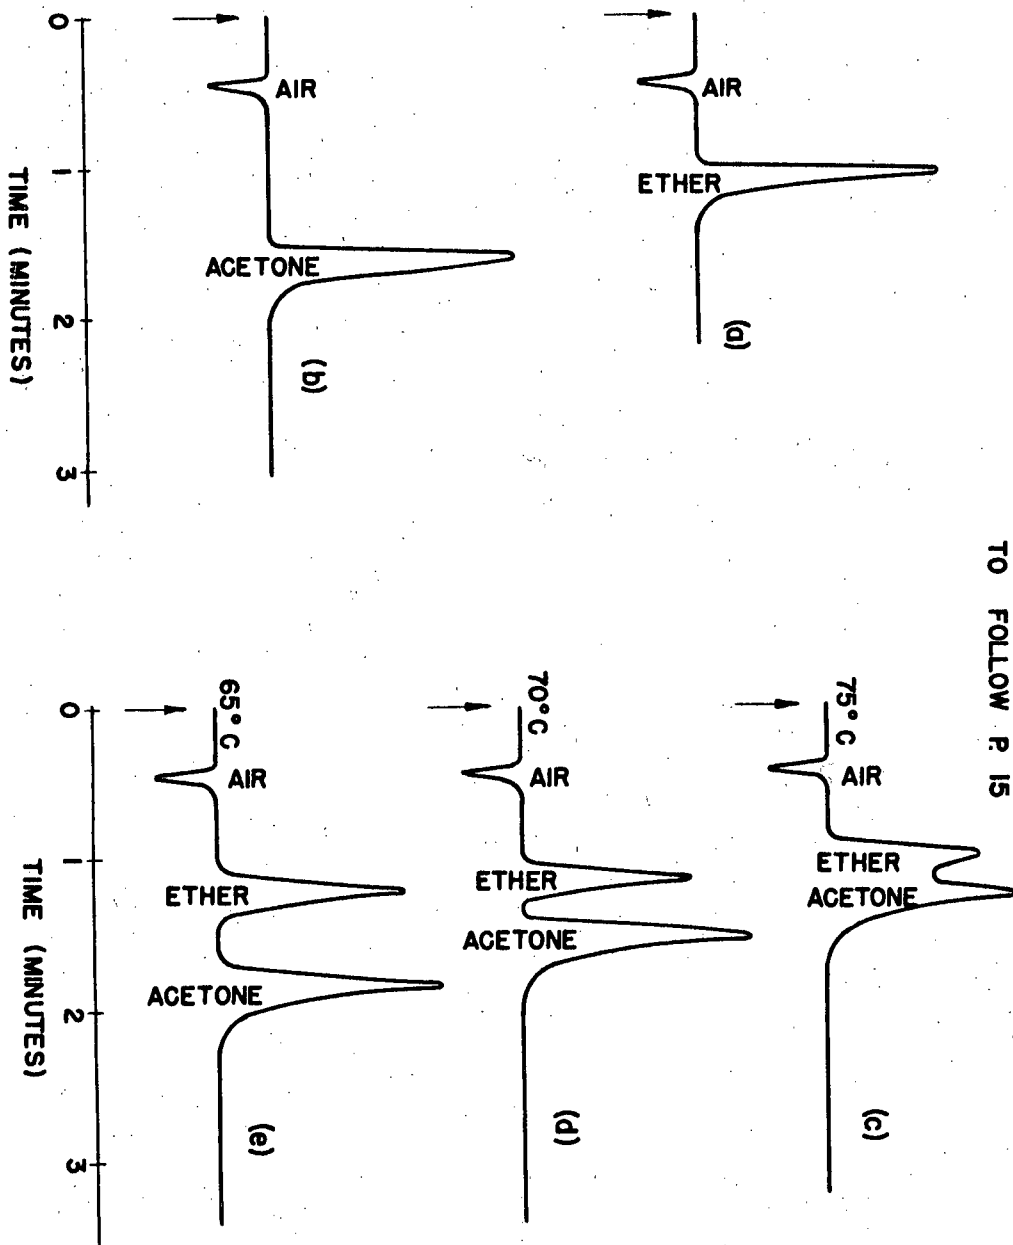 TO FOLLOW P. 15
AIR
ETHER
(a)
AIR
ACETONE
(b)
0
1
2
3
TIME (MINUTES)
75°C
AIR
ETHER
ACETONE
(c)
70°C
AIR
ETHER
ACETONE
(d)
65°C
AIR
ETHER
ACETONE
(e)
0
1
2
3
TIME (MINUTES)